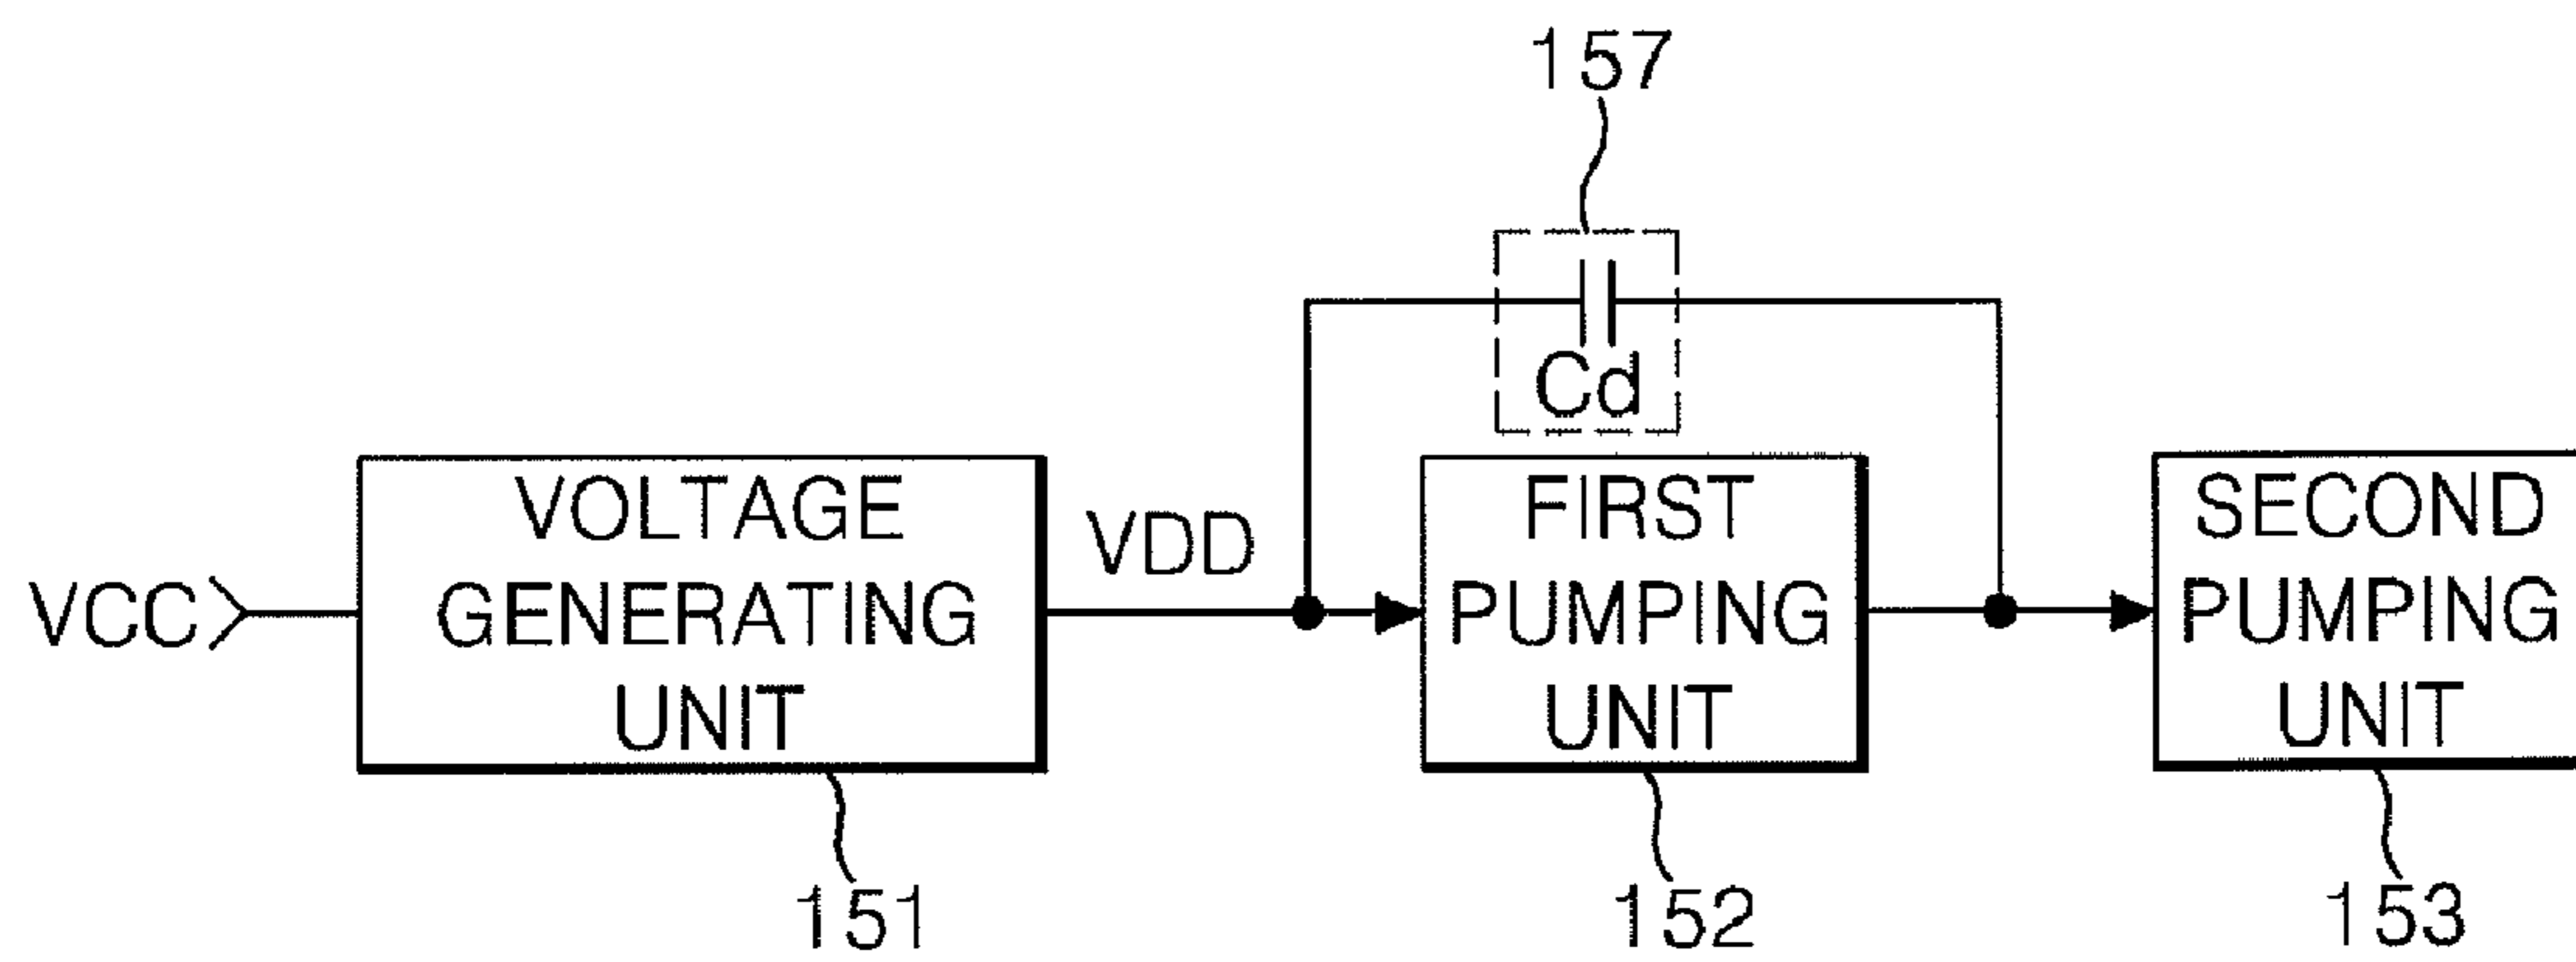 157
Cd
VCC
VOLTAGE
GENERATING
UNIT
VDD
FIRST
PUMPING
UNIT
SECOND
PUMPING
UNIT
151
152
153